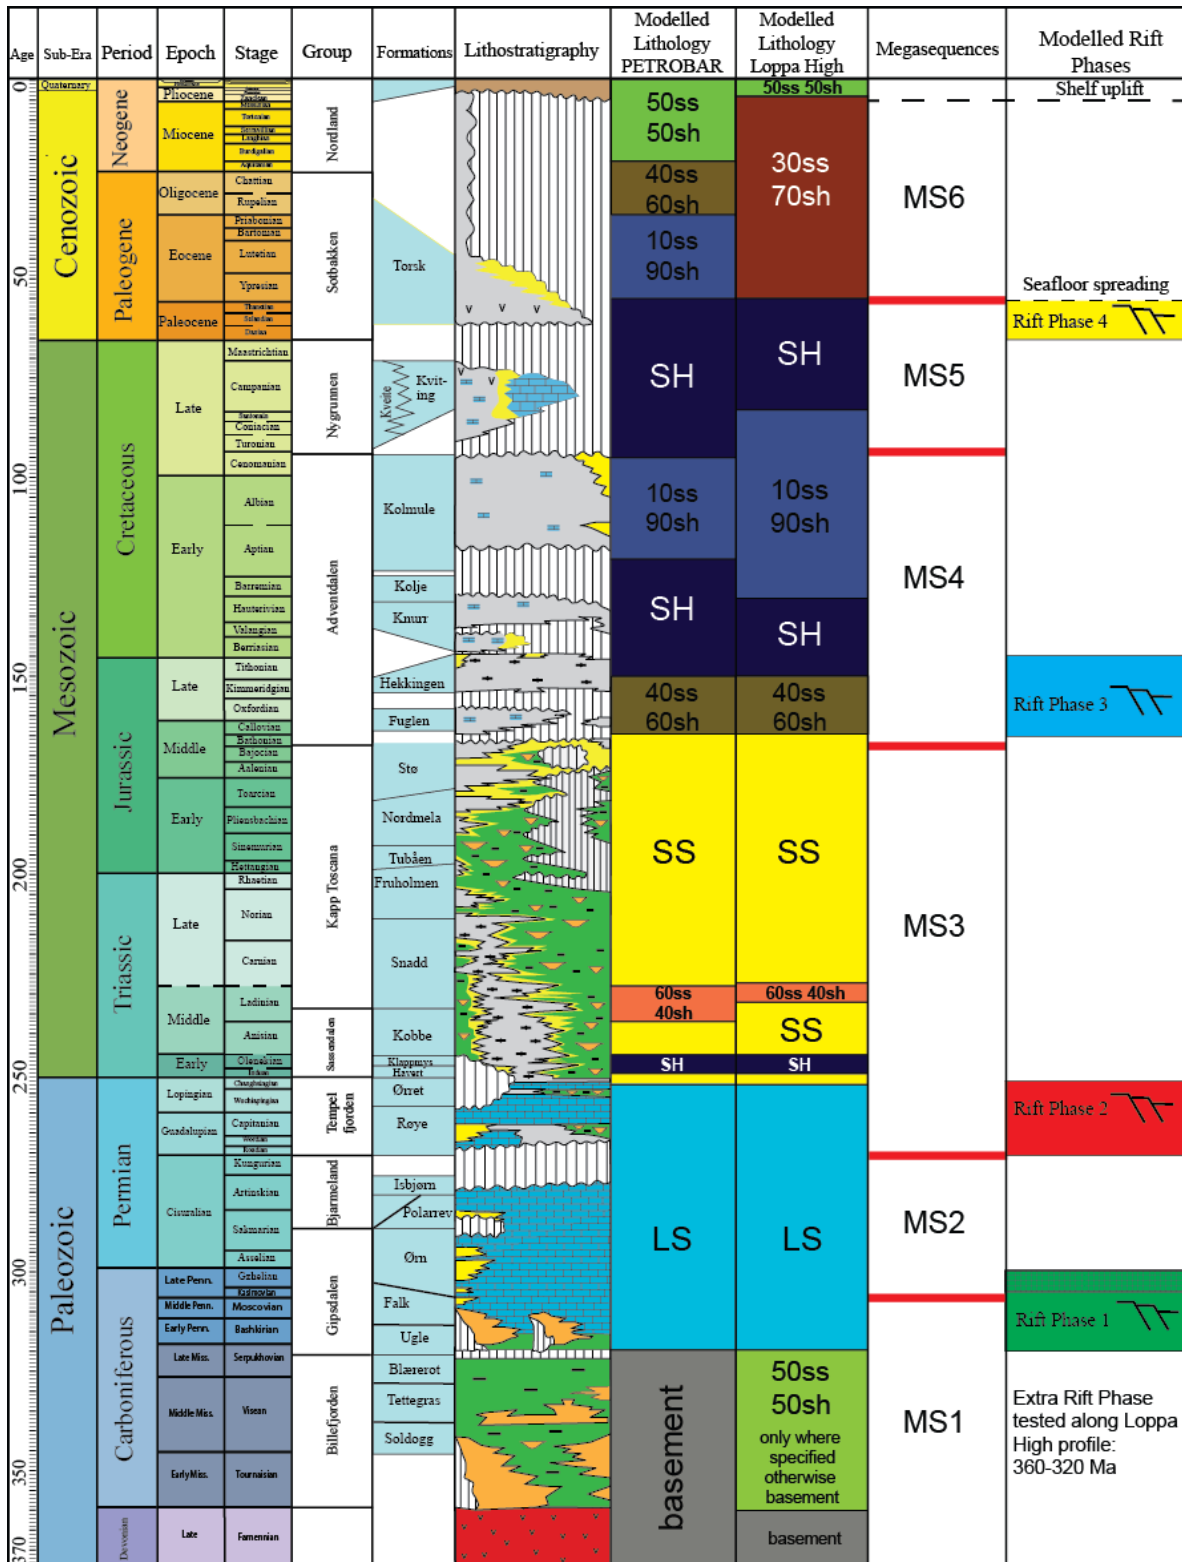 Age
Sub-Era
Period
Epoch
Stage
Group
Formations
Lithostratigraphy
Modelled
Lithology
PETROBAR
Modelled
Lithology
Loppa High
Megasequences
Modelled Rift
Phases
0
50
100
150
200
250
300
350
370
Quaternary
Cenozoic
Mesozoic
Paleozoic
Neogene
Paleogene
Cretaceous
Jurassic
Triassic
Permian
Carboniferous
Devonian
Pliocene
Miocene
Oligocene
Eocene
Paleocene
Late
Early
Late
Middle
Early
Late
Middle
Early
Lopingian
Guadalupian
Cisuralian
Late Penn.
Middle Penn.
Early Penn.
Late Miss.
Middle Miss.
Early Miss.
Late
Chattian
Rupelian
Priabonian
Bartonian
Lutetian
Ypresian
Maastrichtian
Campanian
Coniacian
Turonian
Cenomanian
Albian
Aptian
Barremian
Hauterivian
Valangian
Berriasian
Tithonian
Kimmeridgian
Oxfordian
Callovian
Bathonian
Bajocian
Aalenian
Toarcian
Pliensbachian
Sinemurian
Hettangian
Rhaetian
Norian
Carnian
Ladinian
Anisian
Olenekian
Capitanian
Kungurian
Artinskian
Sakmarian
Asselian
Gzhelian
Kasimovian
Moscovian
Bashkirian
Serpukhovian
Visean
Tournaisian
Famennian
Nordland
Sotbakken
Nygrunnen
Adventdalen
Kapp Toscana
Sassendalen
Tempel
fjorden
Bjarmeland
Gipsdalen
Billefjorden
Torsk
Kveite
Kvit-
ing
Kolmule
Kolje
Knurr
Hekkingen
Fuglen
Stø
Nordmela
Tubåen
Fruholmen
Snadd
Kobbe
Klappmys
Havert
Ørret
Røye
Isbjørn
Polarrev
Ørn
Falk
Ugle
Blærerot
Tettegras
Soldogg
V V V
V V
50ss
50sh
40ss
60sh
10ss
90sh
SH
10ss
90sh
SH
40ss
60sh
SS
60ss
40sh
SH
LS
basement
50ss 50sh
30ss
70sh
SH
10ss
90sh
SH
40ss
60sh
SS
60ss 40sh
SS
SH
LS
50ss
50sh
only where
specified
otherwise
basement
basement
MS6
MS5
MS4
MS3
MS2
MS1
Shelf uplift
Seafloor spreading
Rift Phase 4
Rift Phase 3
Rift Phase 2
Rift Phase 1
Extra Rift Phase
tested along Loppa
High profile:
360-320 Ma